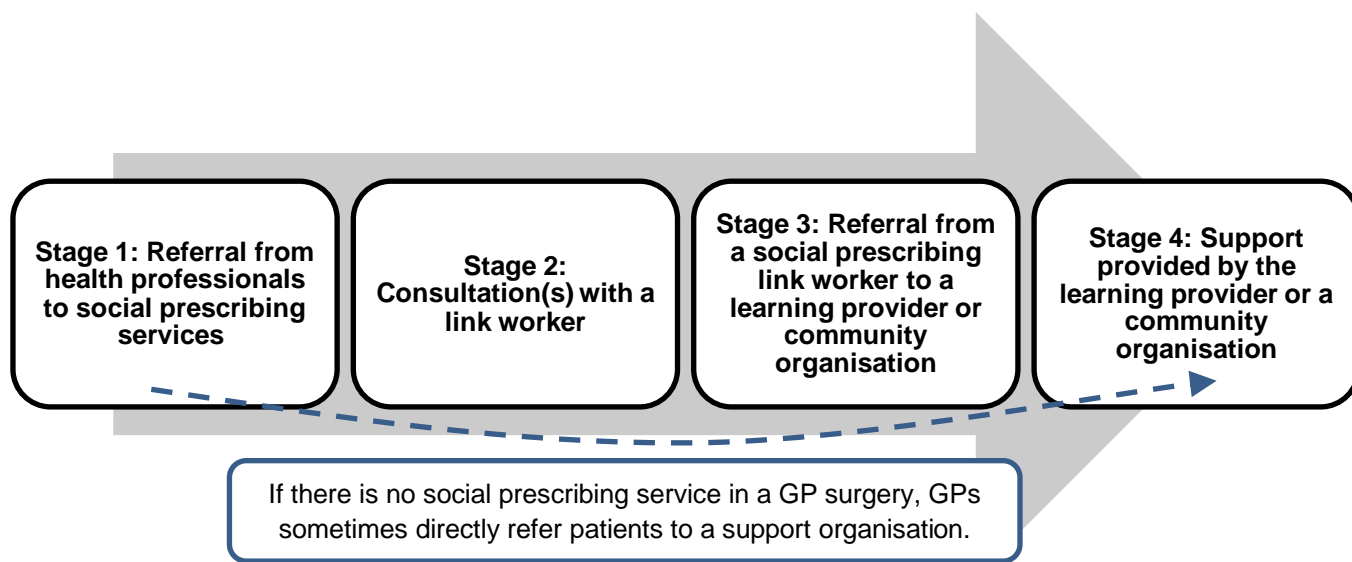 Stage 1: Referral from
health professionals
to social prescribing
services
Stage 2:
Consultation(s) with a
link worker
Stage 3: Referral from
a social prescribing
link worker to a
learning provider or
community
organisation
Stage 4: Support
provided by the
learning provider or a
community
organisation
If there is no social prescribing service in a GP surgery, GPs
sometimes directly refer patients to a support organisation.